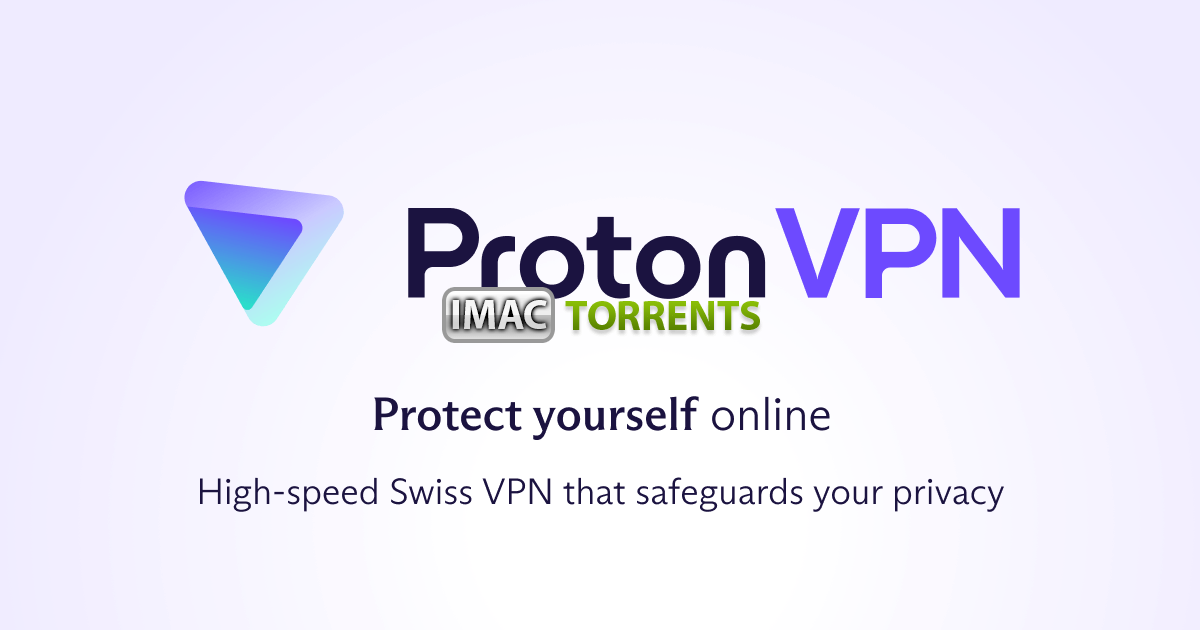 Proton VPN
IMAC TORRENTS
Protect yourself online
High-speed Swiss VPN that safeguards your privacy